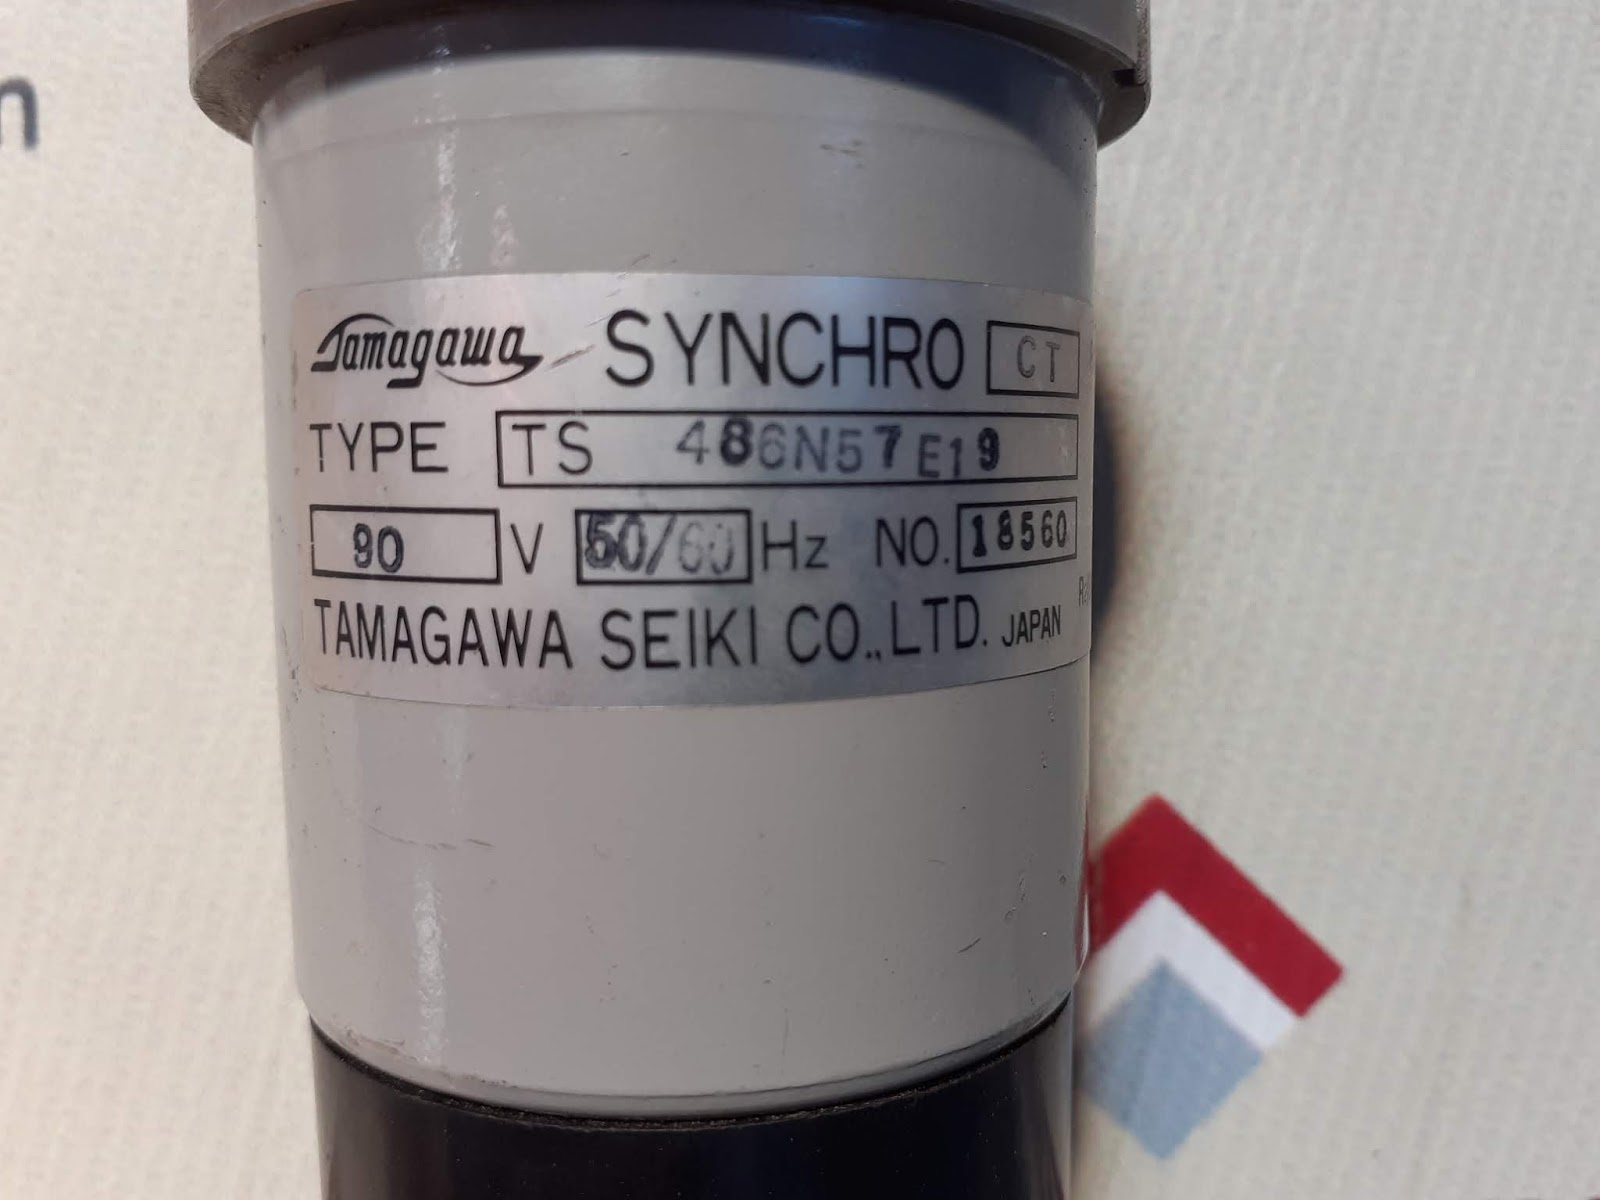 n
Tamagawa SYNCHRO CT
TYPE TS 486N57E19
90 V 50/60 Hz NO. 18560
TAMAGAWA SEIKI CO.,LTD. JAPAN